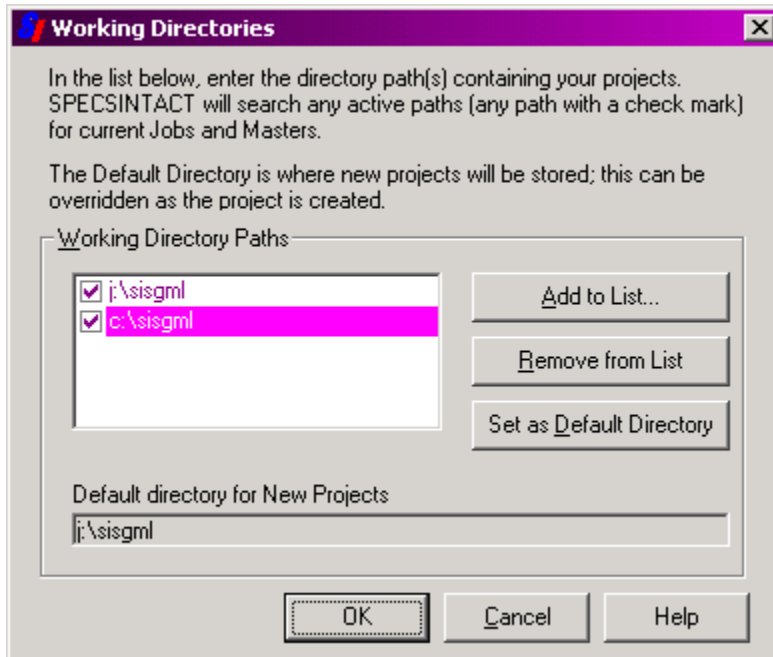 Working Directories
In the list below, enter the directory path(s) containing your projects.
SPECSINTACT will search any active paths (any path with a check mark)
for current Jobs and Masters.
The Default Directory is where new projects will be stored; this can be
overridden as the project is created.
Working Directory Paths
j:\sisgml
c:\sisgml
Add to List...
Remove from List
Set as Default Directory
Default directory for New Projects
j:\sisgml
OK
Cancel
Help